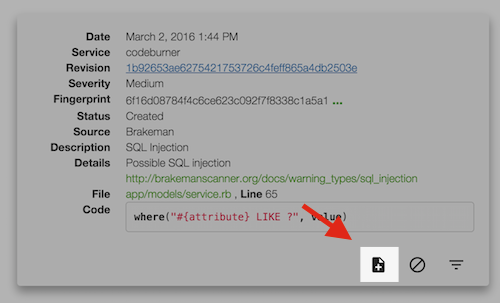 Date March 2, 2016 1:44 PM
Service codeburner
Revision 1b92653ae6275421753726c4feff865a4db2503e
Severity Medium
Fingerprint 6f16d08784f4c6ce623c092f7f8338c1a5a1 ...
Status Created
Source Brakeman
Description SQL Injection
Details Possible SQL injection
http://brakemanscanner.org/docs/warning_types/sql_injection
File app/models/service.rb , Line 65
Code where("#{attribute} LIKE ?", value)